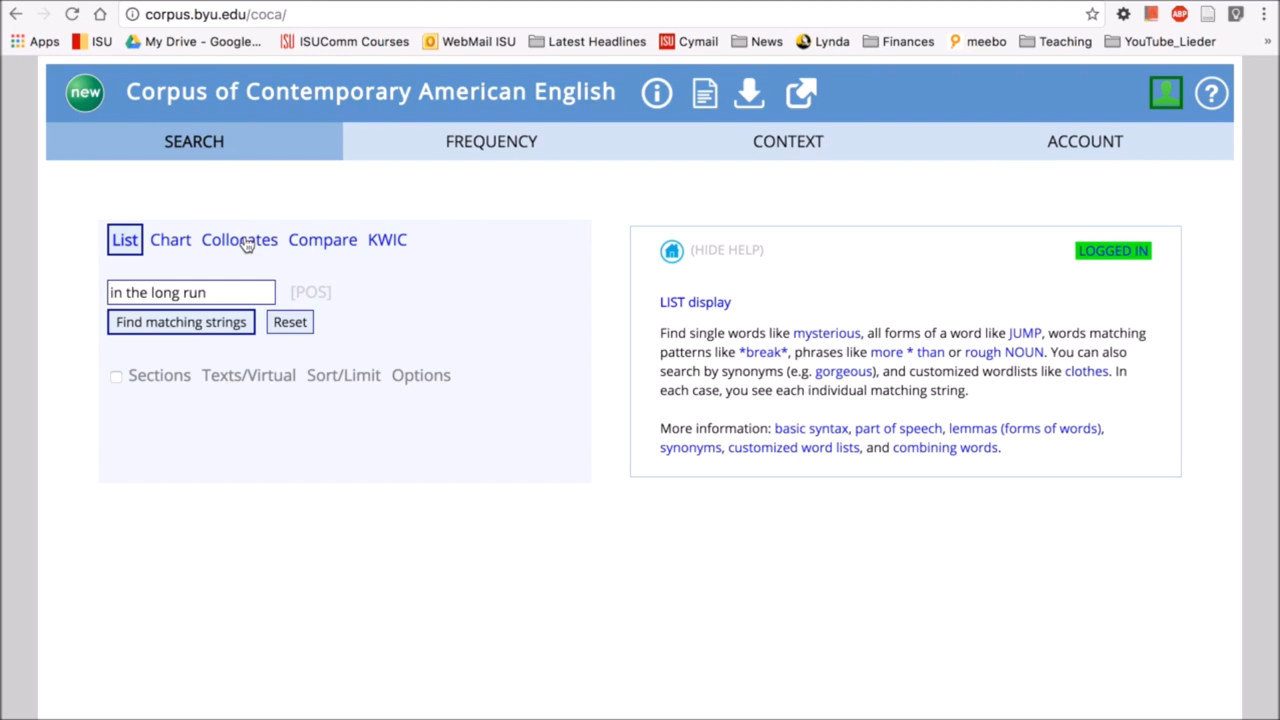 corpus.byu.edu/coca/
Apps ISU My Drive - Google... ISUComm Courses WebMail ISU Latest Headlines Cymail News Lynda Finances meebo Teaching YouTube_Lieder »
new Corpus of Contemporary American English
SEARCH FREQUENCY CONTEXT ACCOUNT
List Chart Collocates Compare KWIC
in the long run [POS]
Find matching strings Reset
Sections Texts/Virtual Sort/Limit Options
(HIDE HELP) LOGGED IN
LIST display
Find single words like mysterious, all forms of a word like JUMP, words matching
patterns like *break*, phrases like more * than or rough NOUN. You can also
search by synonyms (e.g. gorgeous), and customized wordlists like clothes. In
each case, you see each individual matching string.
More information: basic syntax, part of speech, lemmas (forms of words),
synonyms, customized word lists, and combining words.